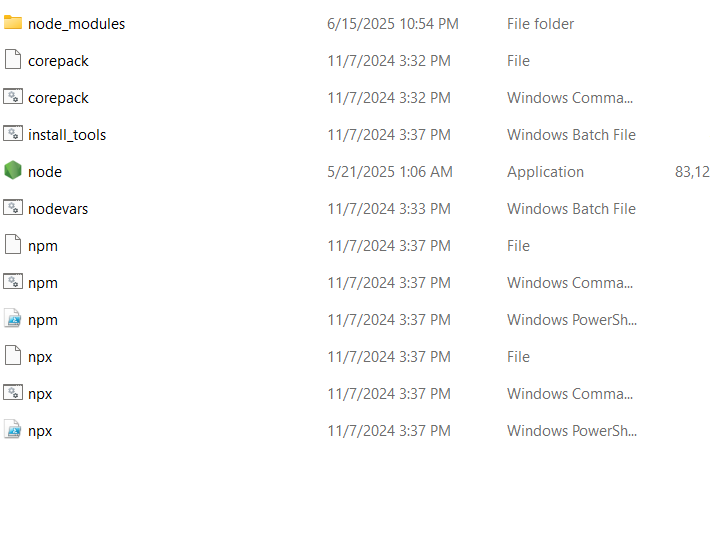 node_modules 6/15/2025 10:54 PM File folder
corepack 11/7/2024 3:32 PM File
corepack 11/7/2024 3:32 PM Windows Comma...
install_tools 11/7/2024 3:37 PM Windows Batch File
node 5/21/2025 1:06 AM Application 83,12
nodevars 11/7/2024 3:33 PM Windows Batch File
npm 11/7/2024 3:37 PM File
npm 11/7/2024 3:37 PM Windows Comma...
npm 11/7/2024 3:37 PM Windows PowerSh...
npx 11/7/2024 3:37 PM File
npx 11/7/2024 3:37 PM Windows Comma...
npx 11/7/2024 3:37 PM Windows PowerSh...